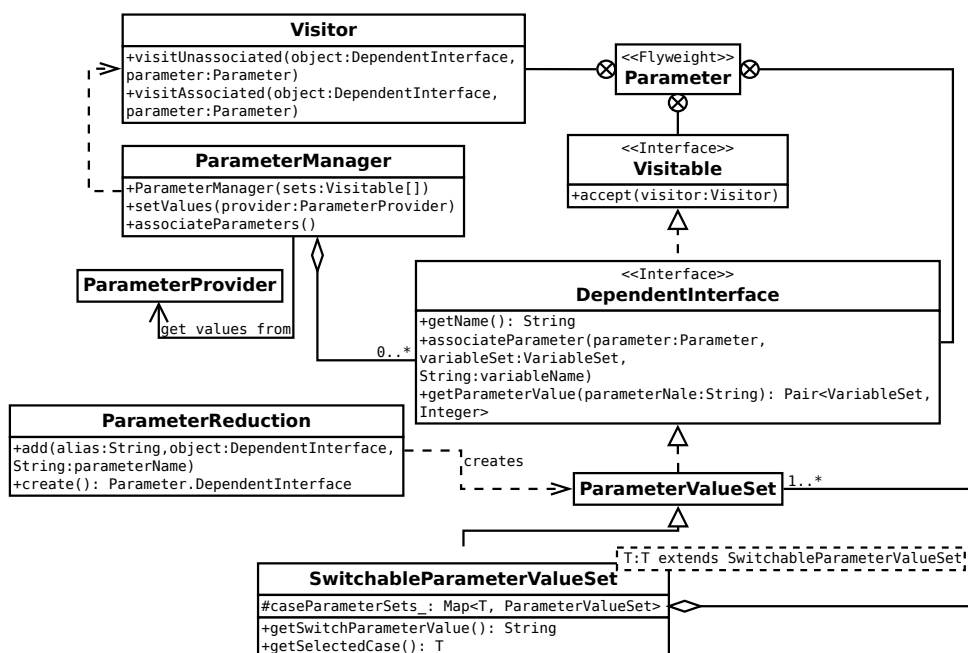 Visitor
+visitUnassociated(object:DependentInterface,
parameter:Parameter)
+visitAssociated(object:DependentInterface,
parameter:Parameter)
<<Flyweight>>
Parameter
ParameterManager
+ParameterManager(sets:Visitable[])
+setValues(provider:ParameterProvider)
+associateParameters()
<<Interface>>
Visitable
+accept(visitor:Visitor)
ParameterProvider
get values from
0..*
<<Interface>>
DependentInterface
+getName(): String
+associateParameter(parameter:Parameter,
variableSet:VariableSet,
String:variableName)
+getParameterValue(parameterNale:String): Pair<VariableSet,
Integer>
ParameterReduction
+add(alias:String,object:DependentInterface,
String:parameterName)
+create(): Parameter.DependentInterface
creates
ParameterValueSet
1..*
T:T extends SwitchableParameterValueSet
SwitchableParameterValueSet
#caseParameterSets_: Map<T, ParameterValueSet>
+getSwitchParameterValue(): String
+getSelectedCase(): T